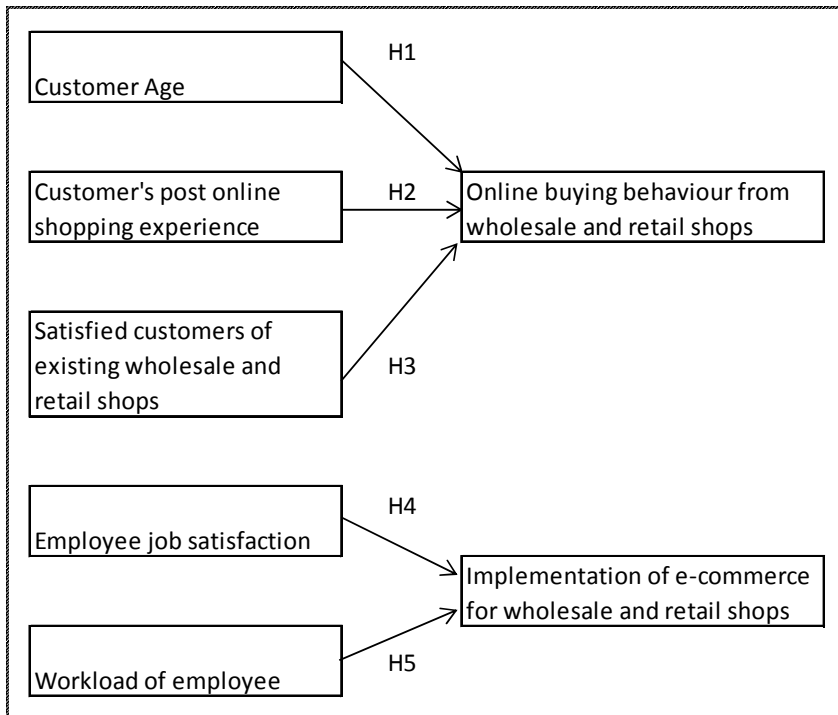 H1
Customer Age
Customer's post online
shopping experience
H2
Online buying behaviour from
wholesale and retail shops
Satisfied customers of
existing wholesale and
retail shops
H3
H4
Employee job satisfaction
Implementation of e-commerce
for wholesale and retail shops
H5
Workload of employee